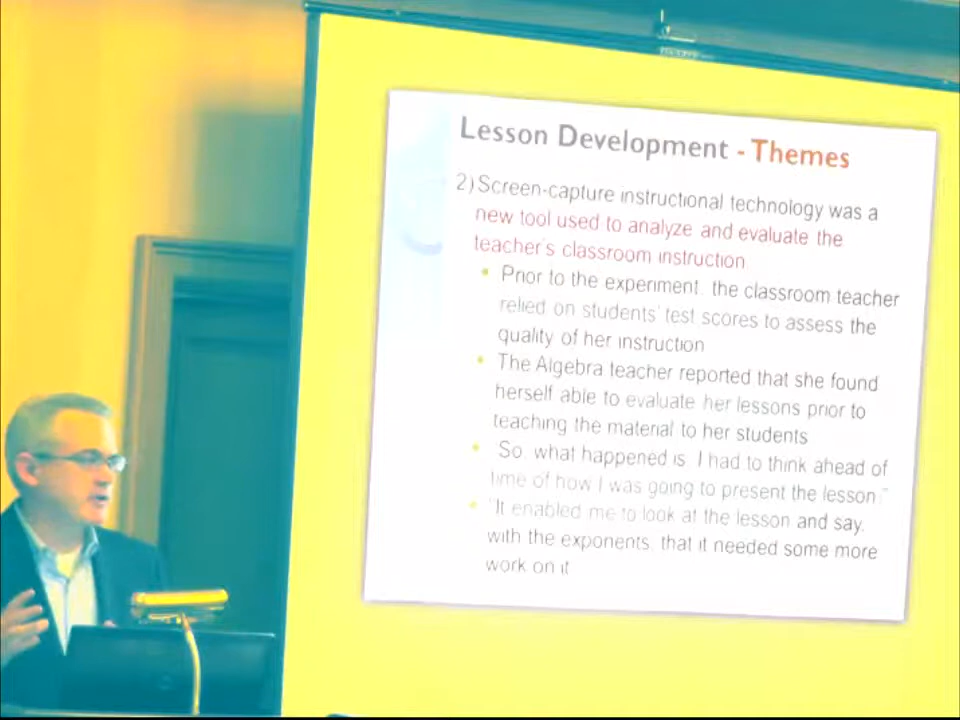 Lesson Development - Themes
2) Screen-capture instructional technology was a
new tool used to analyze and evaluate the
teacher's classroom instruction
• Prior to the experiment, the classroom teacher
relied on students' test scores to assess the
quality of her instruction
• The Algebra teacher reported that she found
herself able to evaluate her lessons prior to
teaching the material to her students
• So, what happened is, I had to think ahead of
time of how I was going to present the lesson."
• "It enabled me to look at the lesson and say,
with the exponents, that it needed some more
work on it